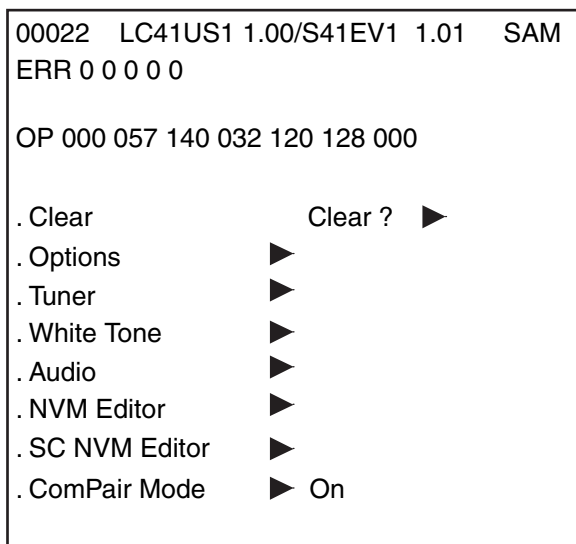 00022 LC41US1 1.00/S41EV1 1.01 SAM
ERR 0 0 0 0 0
OP 000 057 140 032 120 128 000
. Clear Clear ? ▶
. Options ▶
. Tuner ▶
. White Tone ▶
. Audio ▶
. NVM Editor ▶
. SC NVM Editor ▶
. ComPair Mode ▶ On